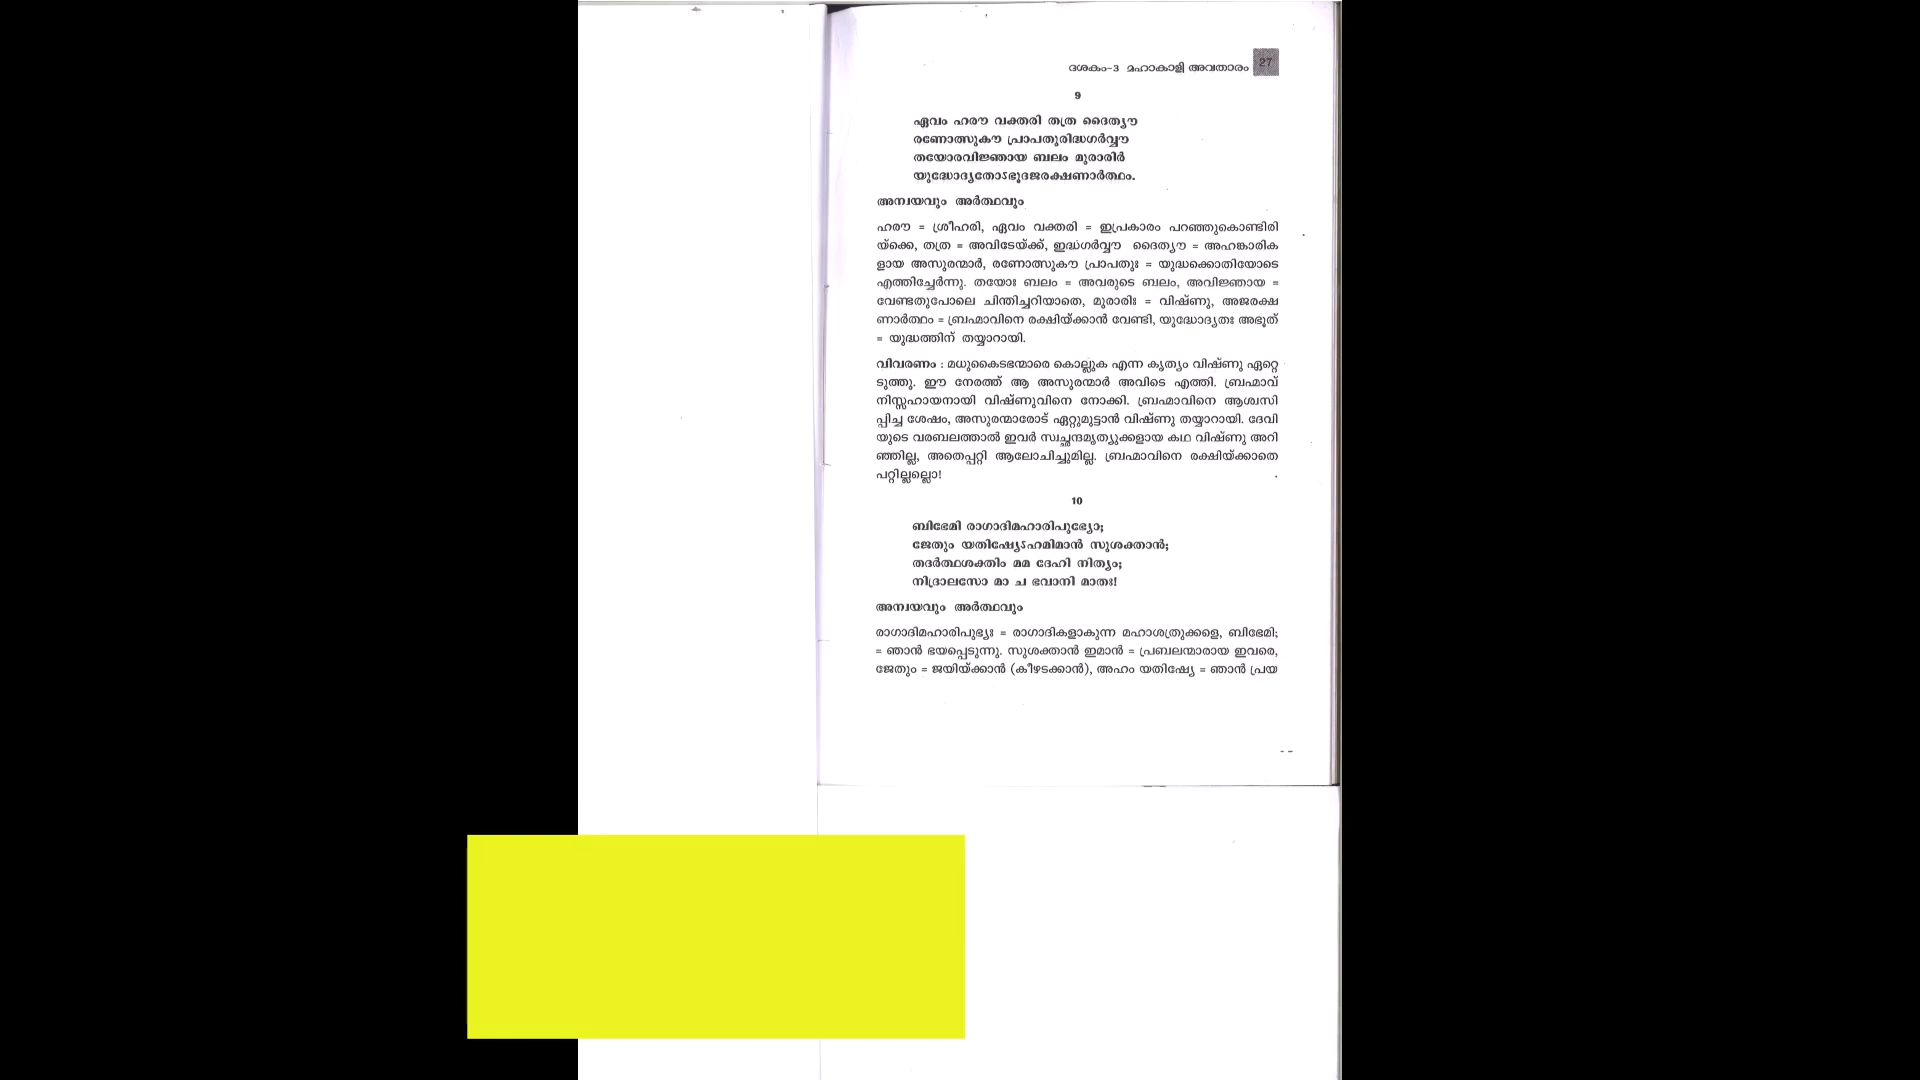 ദശകം-3 മഹാകാളീ അവതാരം 27
9
ഏവം ഹരൗ വക്തരി തത്ര ദൈത്യൗ
രണോത്സുകൗ പ്രാപതുരിദ്ധഗർവ്വൗ
തയോരവിജ്ഞായ ബലം മുരാരിർ
യുദ്ധോദ്യതോഽഭൂദജരക്ഷണാർത്ഥം.
അന്വയവും അർത്ഥവും
ഹരൗ = ശ്രീഹരി, ഏവം വക്തരി = ഇപ്രകാരം പറഞ്ഞുകൊണ്ടിരി
യ്ക്കെ, തത്ര = അവിടേയ്ക്ക്, ഇദ്ധഗർവ്വൗ ദൈത്യൗ = അഹങ്കാരിക
ളായ അസുരന്മാർ, രണോത്സുകൗ പ്രാപതുഃ = യുദ്ധക്കൊതിയോടെ
എത്തിച്ചേർന്നു. തയോഃ ബലം = അവരുടെ ബലം, അവിജ്ഞായ =
വേണ്ടതുപോലെ ചിന്തിച്ചറിയാതെ, മുരാരിഃ = വിഷ്ണു, അജരക്ഷ
ണാർത്ഥം = ബ്രഹ്മാവിനെ രക്ഷിയ്ക്കാൻ വേണ്ടി, യുദ്ധോദ്യതഃ അഭൂത്
= യുദ്ധത്തിന് തയ്യാറായി.
വിവരണം : മധുകൈടഭന്മാരെ കൊല്ലുക എന്ന കൃത്യം വിഷ്ണു ഏറ്റെ
ടുത്തു. ഈ നേരത്ത് ആ അസുരന്മാർ അവിടെ എത്തി. ബ്രഹ്മാവ്
നിസ്സഹായനായി വിഷ്ണുവിനെ നോക്കി. ബ്രഹ്മാവിനെ ആശ്വസി
പ്പിച്ച ശേഷം, അസുരന്മാരോട് ഏറ്റുമുട്ടാൻ വിഷ്ണു തയ്യാറായി. ദേവി
യുടെ വരബലത്താൽ ഇവർ സ്വച്ഛന്ദമൃത്യുക്കളായ കഥ വിഷ്ണു അറി
ഞ്ഞില്ല, അതെപ്പറ്റി ആലോചിച്ചുമില്ല. ബ്രഹ്മാവിനെ രക്ഷിയ്ക്കാതെ
പറ്റില്ലല്ലൊ!
10
ബിഭേമി രാഗാദിമഹാരിപുഭ്യോ;
ജേതും യതിഷ്യേഽഹമിമാൻ സുശക്താൻ;
തദർത്ഥശക്തിം മമ ദേഹി നിത്യം;
നിദ്രാലസോ മാ ച ഭവാനി മാതഃ!
അന്വയവും അർത്ഥവും
രാഗാദിമഹാരിപുഭ്യഃ = രാഗാദികളാകുന്ന മഹാശത്രുക്കളെ, ബിഭേമി;
= ഞാൻ ഭയപ്പെടുന്നു. സുശക്താൻ ഇമാൻ = പ്രബലന്മാരായ ഇവരെ,
ജേതും = ജയിയ്ക്കാൻ (കീഴടക്കാൻ), അഹം യതിഷ്യേ = ഞാൻ പ്രയ